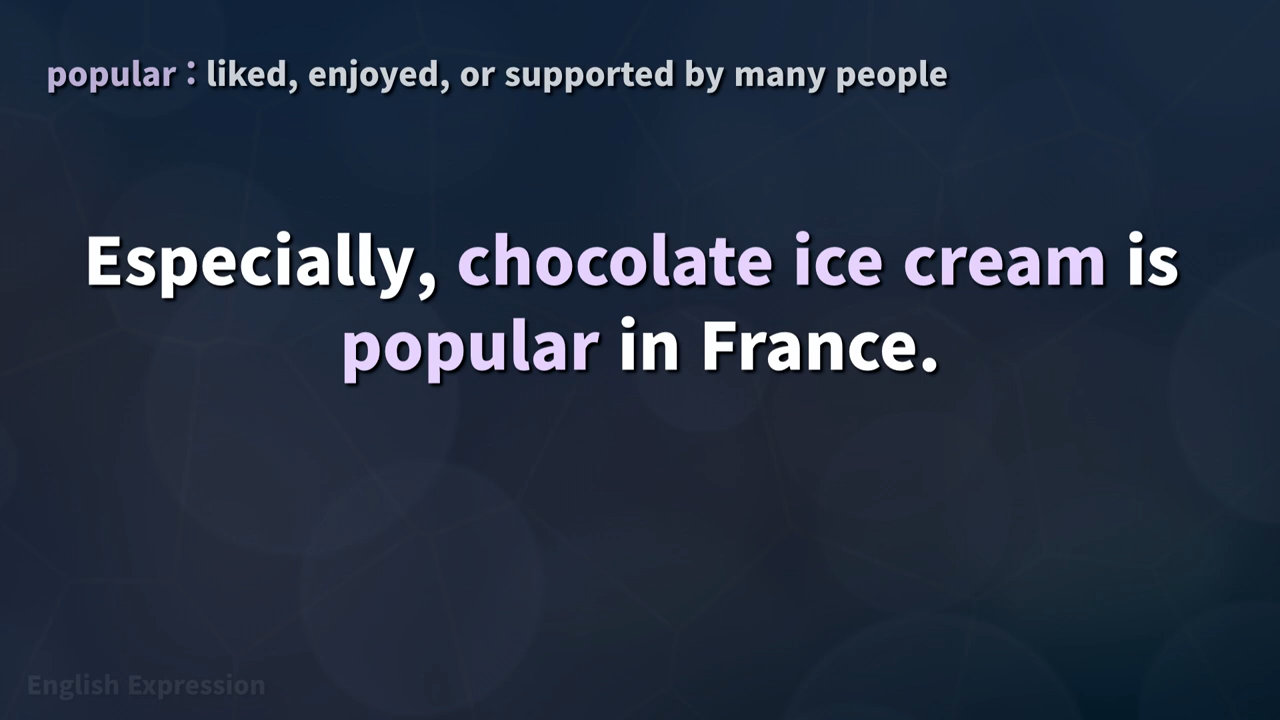 popular : liked, enjoyed, or supported by many people
Especially, chocolate ice cream is
popular in France.
English Expression